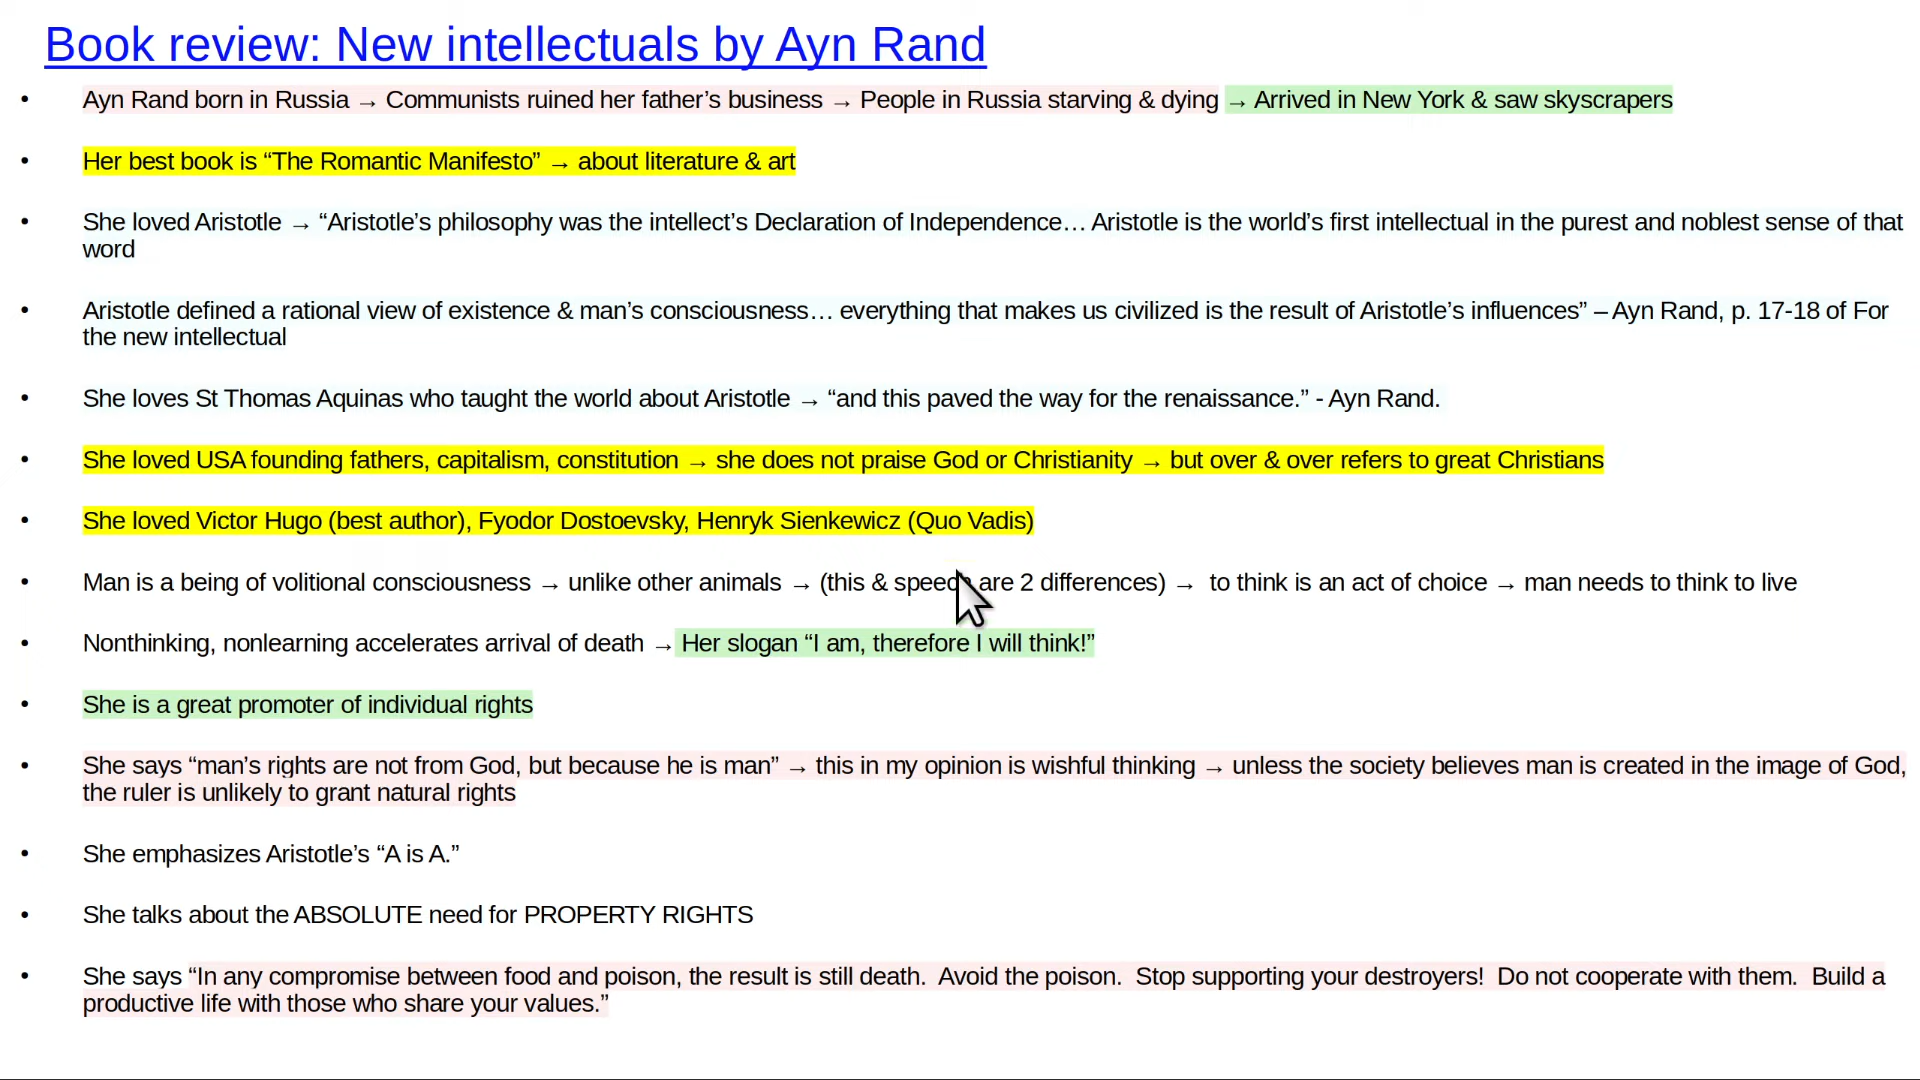 Book review: New intellectuals by Ayn Rand
• Ayn Rand born in Russia → Communists ruined her father’s business → People in Russia starving & dying → Arrived in New York & saw skyscrapers
• Her best book is “The Romantic Manifesto” → about literature & art
• She loved Aristotle → “Aristotle’s philosophy was the intellect’s Declaration of Independence… Aristotle is the world’s first intellectual in the purest and noblest sense of that
word
• Aristotle defined a rational view of existence & man’s consciousness… everything that makes us civilized is the result of Aristotle’s influences” – Ayn Rand, p. 17-18 of For
the new intellectual
• She loves St Thomas Aquinas who taught the world about Aristotle → “and this paved the way for the renaissance.” - Ayn Rand.
• She loved USA founding fathers, capitalism, constitution → she does not praise God or Christianity → but over & over refers to great Christians
• She loved Victor Hugo (best author), Fyodor Dostoevsky, Henryk Sienkewicz (Quo Vadis)
• Man is a being of volitional consciousness → unlike other animals → (this & speech are 2 differences) → to think is an act of choice → man needs to think to live
• Nonthinking, nonlearning accelerates arrival of death → Her slogan “I am, therefore I will think!”
• She is a great promoter of individual rights
• She says “man’s rights are not from God, but because he is man” → this in my opinion is wishful thinking → unless the society believes man is created in the image of God,
the ruler is unlikely to grant natural rights
• She emphasizes Aristotle’s “A is A.”
• She talks about the ABSOLUTE need for PROPERTY RIGHTS
• She says “In any compromise between food and poison, the result is still death. Avoid the poison. Stop supporting your destroyers! Do not cooperate with them. Build a
productive life with those who share your values.”